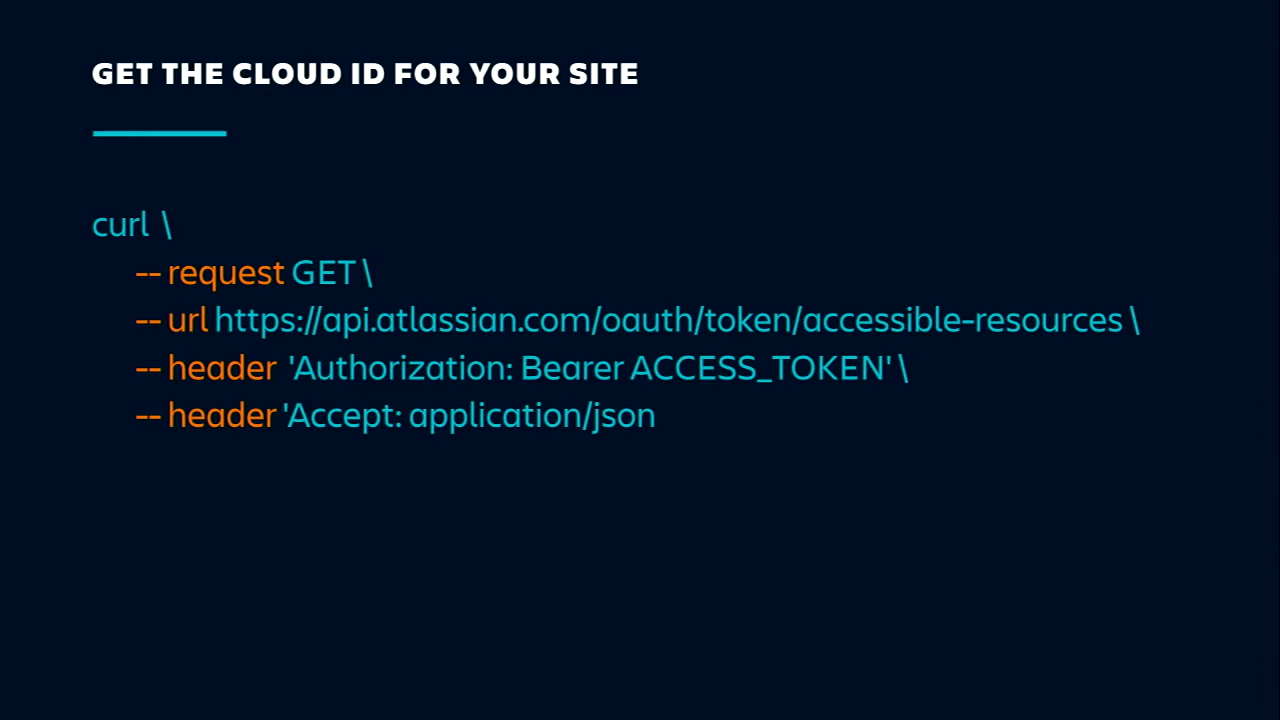 GET THE CLOUD ID FOR YOUR SITE
curl \
-- request GET \
-- url https://api.atlassian.com/oauth/token/accessible-resources \
-- header 'Authorization: Bearer ACCESS_TOKEN' \
-- header 'Accept: application/json